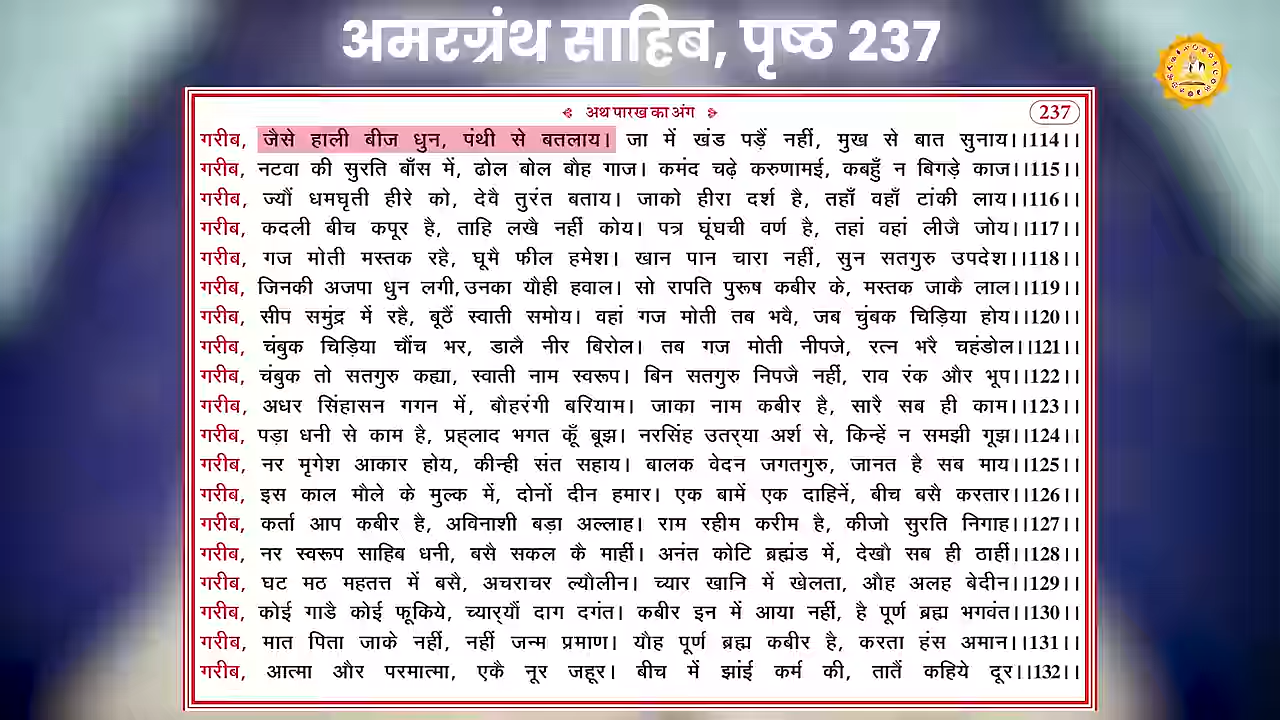 अमरग्रंथ साहिब, पृष्ठ 237
अथ पारख का अंग
237
गरीब, जैसे हाली बीज धुन, पंथी से बतलाय। जा में खंड पड़ैं नहीं, मुख से बात सुनाय।।114।।
गरीब, नटवा की सुरति बाँस में, ढोल बोल बौह गाज। कमंद चढ़े करुणामई, कबहुँ न बिगड़े काज।।115।।
गरीब, ज्यौं धमघृती हीरे को, देवै तुरंत बताय। जाको हीरा दर्श है, तहाँ वहाँ टांकी लाय।।116।।
गरीब, कदली बीच कपूर है, ताहि लखै नहीं कोय। पत्र घूंघची वर्ण है, तहां वहां लीजै जोय।।117।।
गरीब, गज मोती मस्तक रहै, घूमै फील हमेश। खान पान चारा नहीं, सुन सतगुरु उपदेश।।118।।
गरीब, जिनकी अजपा धुन लगी, उनका यौही हवाल। सो रापति पुरूष कबीर के, मस्तक जाकै लाल।।119।।
गरीब, सीप समुंद्र में रहै, बूठैं स्वाती समोय। वहां गज मोती तब भवै, जब चुंबक चिड़िया होय।।120।।
गरीब, चंबुक चिड़िया चौंच भर, डालै नीर बिरोल। तब गज मोती नीपजे, रत्न भरै चहंडोल।।121।।
गरीब, चंबुक तो सतगुरु कह्या, स्वाती नाम स्वरूप। बिन सतगुरु निपजै नहीं, राव रंक और भूप।।122।।
गरीब, अधर सिंहासन गगन में, बौहरंगी बरियाम। जाका नाम कबीर है, सारै सब ही काम।।123।।
गरीब, पड़ा धनी से काम है, प्रह्लाद भगत कूँ बूझ। नरसिंह उतर्‌या अर्श से, किन्हें न समझी गूझ।।124।।
गरीब, नर मृगेश आकार होय, कीन्ही संत सहाय। बालक वेदन जगतगुरु, जानत है सब माय।।125।।
गरीब, इस काल मौले के मुल्क में, दोनों दीन हमार। एक बामें एक दाहिनें, बीच बसै करतार।।126।।
गरीब, कर्ता आप कबीर है, अविनाशी बड़ा अल्लाह। राम रहीम करीम है, कीजो सुरति निगाह।।127।।
गरीब, नर स्वरूप साहिब धनी, बसै सकल कै माहीं। अनंत कोटि ब्रह्मंड में, देखौ सब ही ठाहीं।।128।।
गरीब, घट मठ महतत्त में बसै, अचराचर ल्यौलीन। च्यार खानि में खेलता, औह अलह बेदीन।।129।।
गरीब, कोई गाडै कोई फूकिये, च्यार्‌यौं दाग दगंत। कबीर इन में आया नहीं, है पूर्ण ब्रह्म भगवंत।।130।।
गरीब, मात पिता जाके नहीं, नहीं जन्म प्रमाण। यौह पूर्ण ब्रह्म कबीर है, करता हंस अमान।।131।।
गरीब, आत्मा और परमात्मा, एकै नूर जहूर। बीच में झांई कर्म की, तातैं कहिये दूर।।132।।